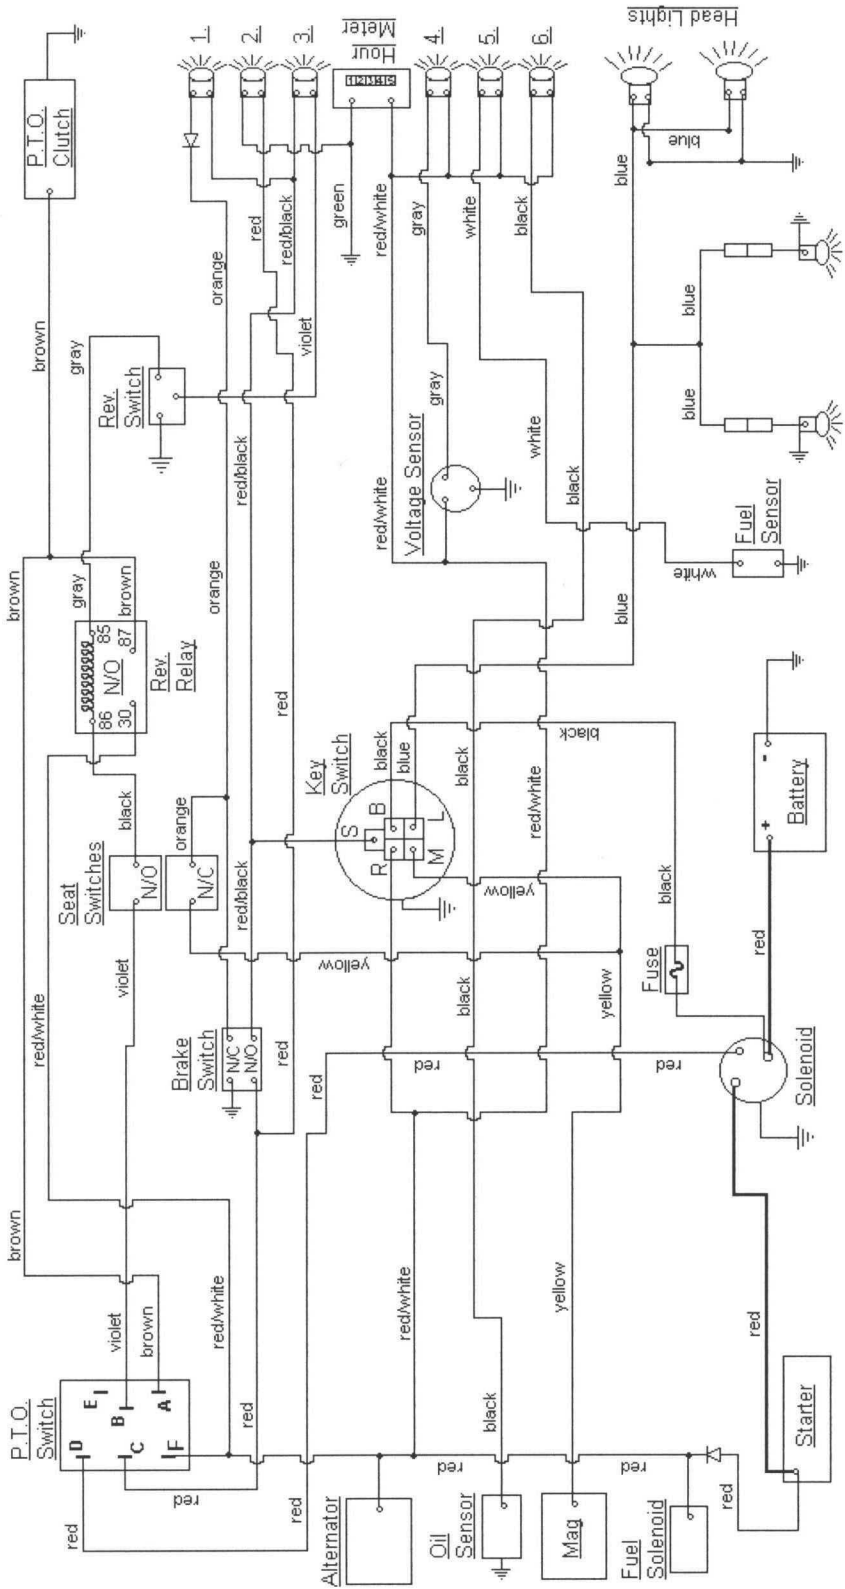 P.T.O.
Switch
D
E
B
C
A
F
brown
brown
brown
P.T.O.
Clutch
red/white
brown
gray
gray
Rev.
Switch
86
85
N/O
30
87
brown
Rev.
Relay
violet
violet
black
Seat
Switches
N/O
N/C
orange
brown
red/white
red
red
red
Brake
Switch
N/C
N/O
red/black
orange
orange
red/black
red
red
red
violet
1.
2.
3.
red
red/black
green
Hour
Meter
12345
4.
5.
6.
red/white
gray
white
black
Key
Switch
S
R
B
M
L
black
blue
yellow
yellow
yellow
red/white
red/white
red/white
Voltage Sensor
gray
white
black
black
black
black
Alternator
Oil
Sensor
Mag
Fuel
Solenoid
Starter
red
red
red
red
red
yellow
red
Solenoid
Fuse
black
black
red
+
-
Battery
white
Fuel
Sensor
blue
blue
blue
blue
blue
Head Lights